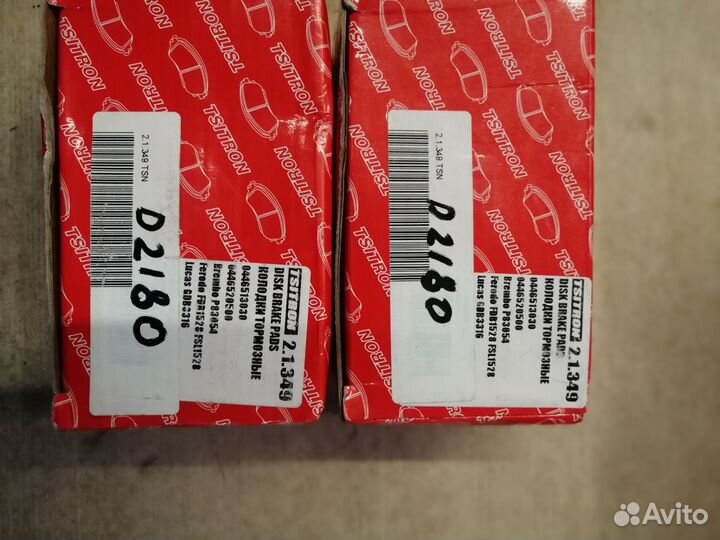 TSITRON 2.1.349
DISK BRAKE PADS
КОЛОДКИ ТОРМОЗНЫЕ
0446513030
0446520500
Brembo P83054
Ferodo FDB1528 FSL1528
Lucas GDB3316
2.1.349 TSN
D2180
TSITRON
TSITRON 2.1.349
DISK BRAKE PADS
КОЛОДКИ ТОРМОЗНЫЕ
0446513030
0446520500
Brembo P83054
Ferodo FDB1528 FSL1528
Lucas GDB3316
2.1.349 TSN
D2180
TSITRON
Avito